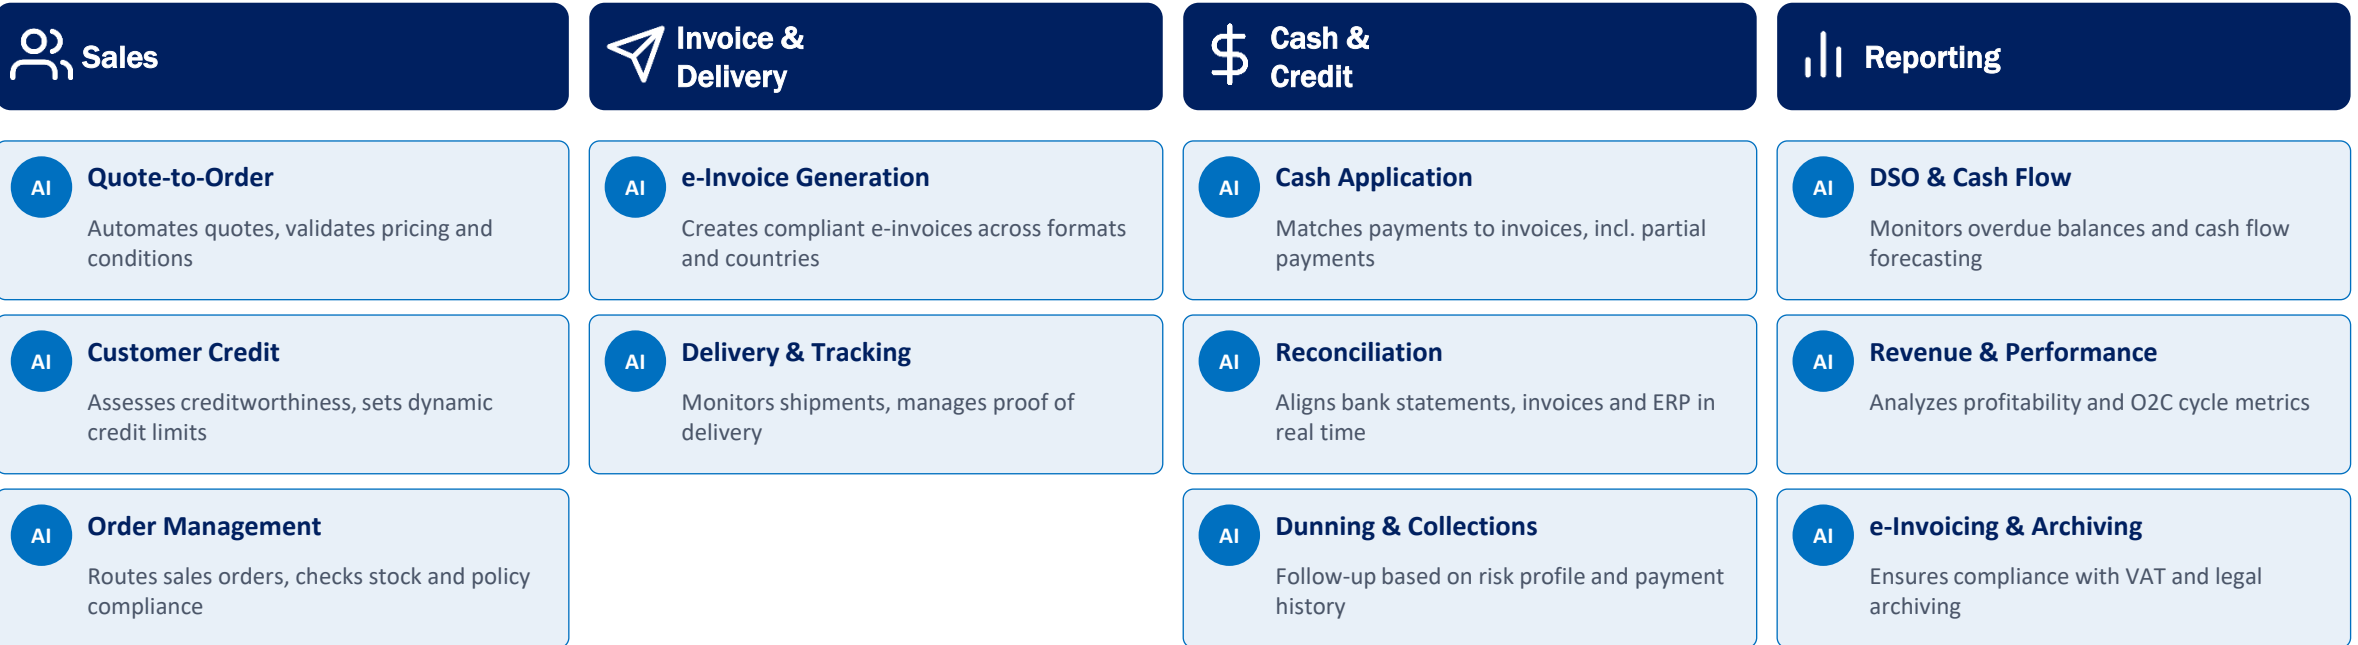 Sales
Invoice &
Delivery
Cash &
Credit
Reporting
AI
Quote-to-Order
Automates quotes, validates pricing and
conditions
AI
Customer Credit
Assesses creditworthiness, sets dynamic
credit limits
AI
Order Management
Routes sales orders, checks stock and policy
compliance
AI
e-Invoice Generation
Creates compliant e-invoices across formats
and countries
AI
Delivery & Tracking
Monitors shipments, manages proof of
delivery
AI
Cash Application
Matches payments to invoices, incl. partial
payments
AI
Reconciliation
Aligns bank statements, invoices and ERP in
real time
AI
Dunning & Collections
Follow-up based on risk profile and payment
history
AI
DSO & Cash Flow
Monitors overdue balances and cash flow
forecasting
AI
Revenue & Performance
Analyzes profitability and O2C cycle metrics
AI
e-Invoicing & Archiving
Ensures compliance with VAT and legal
archiving